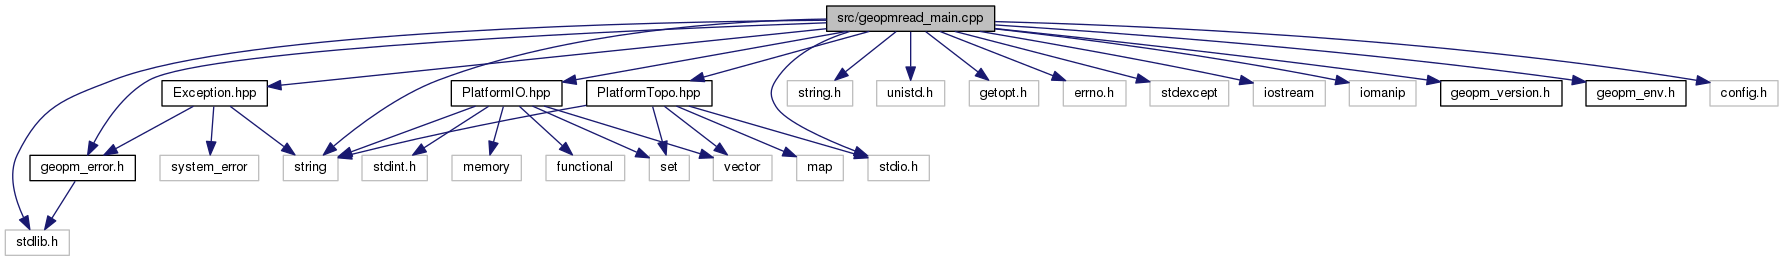 src/geopmread_main.cpp
Exception.hpp
PlatformIO.hpp
PlatformTopo.hpp
string.h
unistd.h
getopt.h
errno.h
stdexcept
iostream
iomanip
geopm_version.h
geopm_env.h
config.h
geopm_error.h
system_error
string
stdint.h
memory
functional
set
vector
map
stdio.h
stdlib.h